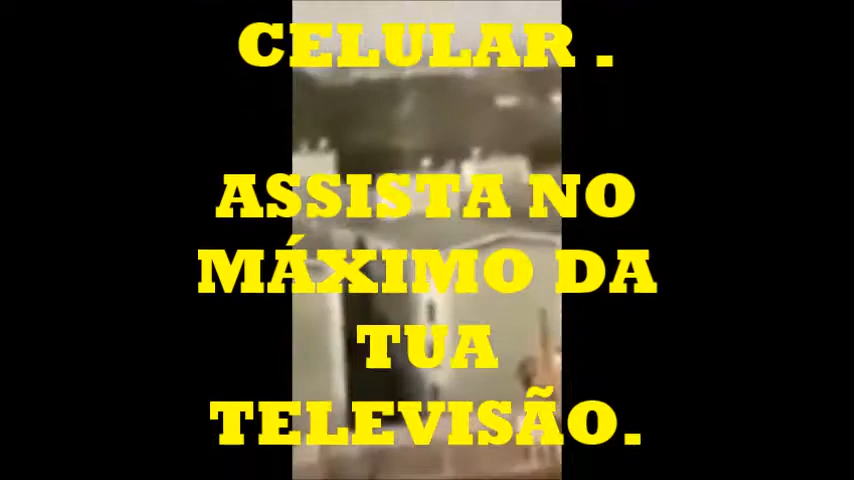 CELULAR .
ASSISTA NO
MÁXIMO DA
TUA
TELEVISÃO.